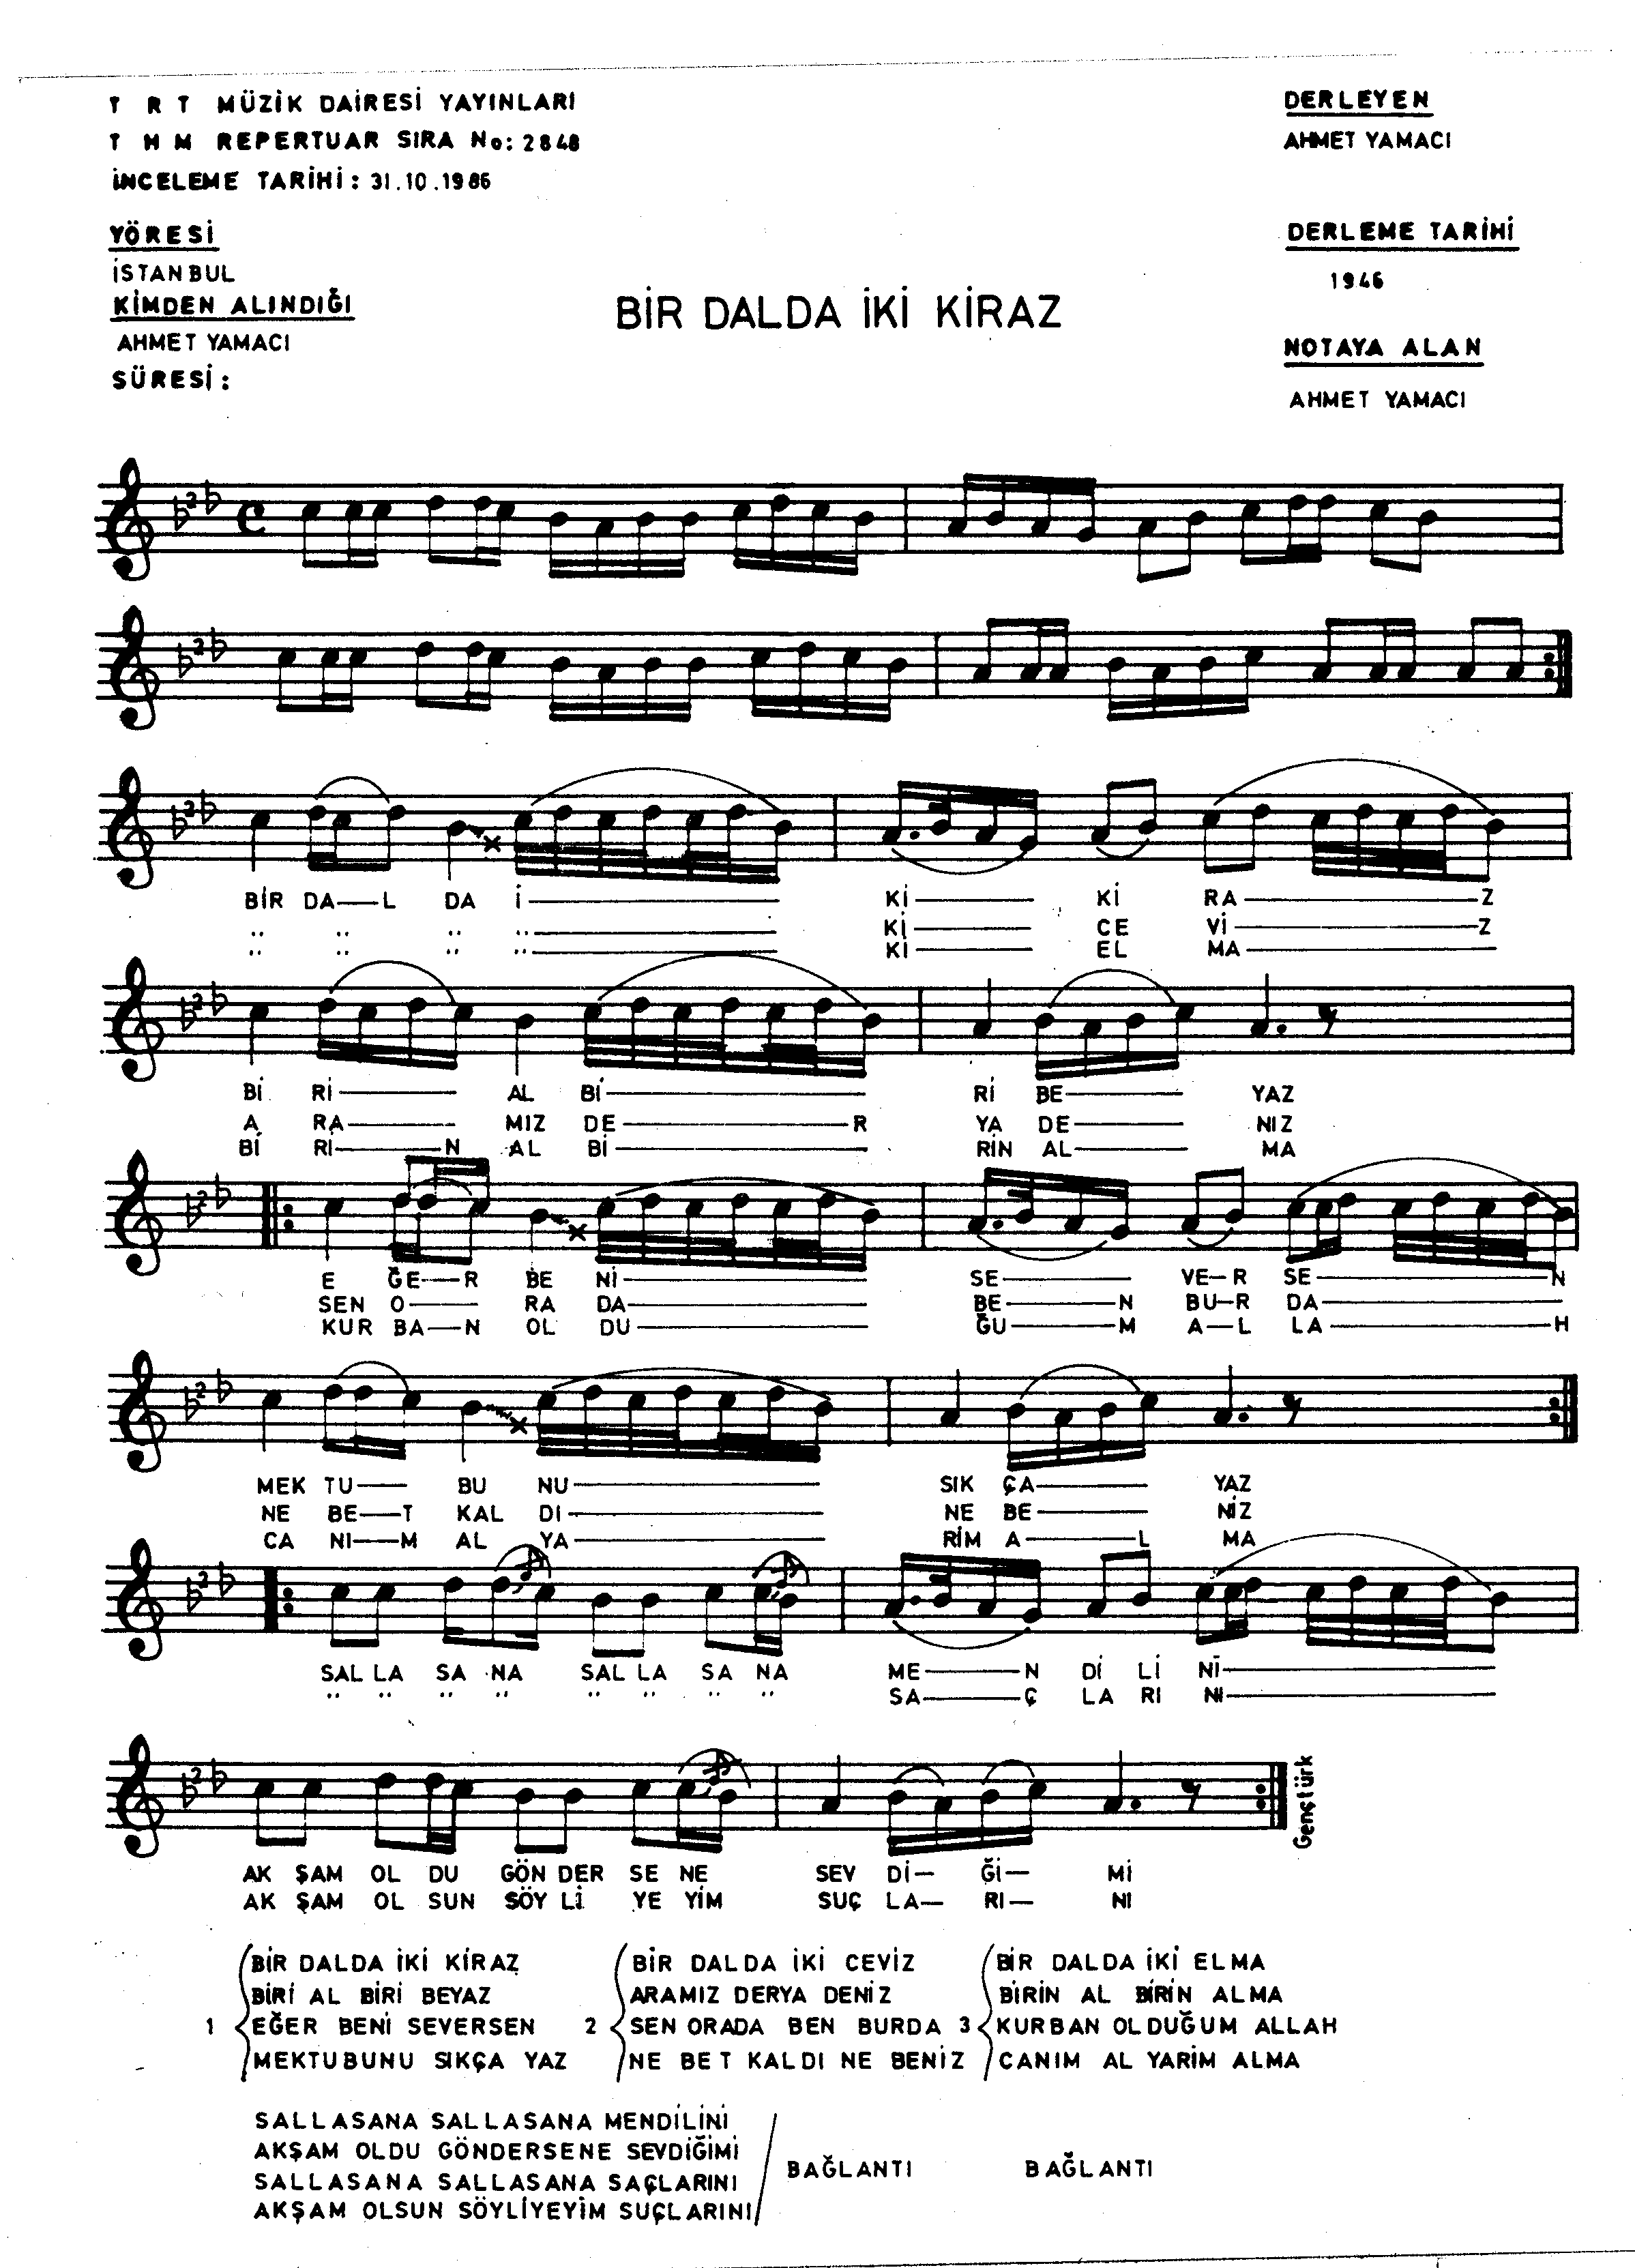 T R T MÜZİK DAİRESİ YAYINLARI
T H M REPERTUAR SIRA No: 2848
İNCELEME TARİHİ : 31.10.1986
YÖRESİ
İSTANBUL
KİMDEN ALINDIĞI
AHMET YAMACI
SÜRESİ :
BİR DALDA İKİ KİRAZ
DERLEYEN
AHMET YAMACI
DERLEME TARİHİ
1946
NOTAYA ALAN
AHMET YAMACI
BİR DA—L DA İ— Kİ— Kİ RA—Z
" " " "— Kİ— CE Vİ—Z
" " " "— Kİ— EL MA—
Bİ Rİ— AL Bİ— Rİ BE— YAZ
A RA— MIZ DE—R YA DE— NIZ
Bİ Rİ—N AL Bİ— RİN AL— MA
E ĞE—R BE Nİ— SE— VE—R SE—N
SEN O— RA DA— BE—N BU—R DA—
KUR BA—N OL DU— ĞU—M A—L LA—H
MEK TU— BU NU— SIK ÇA— YAZ
NE BE—T KAL DI— NE BE— NİZ
CA NI—M AL YA— RİM A—L MA
SAL LA SA NA SAL LA SA NA ME—N Dİ Lİ Nİ—
" " " " " " " " SA—Ç LA RI NI—
AK ŞAM OL DU GÖN DER SE NE SEV Dİ— Ğİ— Mİ
AK ŞAM OL SUN SÖY Lİ YE YİM SUÇ LA— RI— NI
Gençtürk
1 BİR DALDA İKİ KİRAZ
BİRİ AL BİRİ BEYAZ
EĞER BENİ SEVERSEN
MEKTUBUNU SIKÇA YAZ
2 BİR DALDA İKİ CEVİZ
ARAMIZ DERYA DENİZ
SEN ORADA BEN BURDA
NE BET KALDI NE BENİZ
3 BİR DALDA İKİ ELMA
BİRİN AL BİRİN ALMA
KURBAN OLDUĞUM ALLAH
CANIM AL YARİM ALMA
SALLASANA SALLASANA MENDİLİNİ
AKŞAM OLDU GÖNDERSENE SEVDİĞİMİ
SALLASANA SALLASANA SAÇLARINI
AKŞAM OLSUN SÖYLİYEYİM SUÇLARINI
BAĞLANTI BAĞLANTI